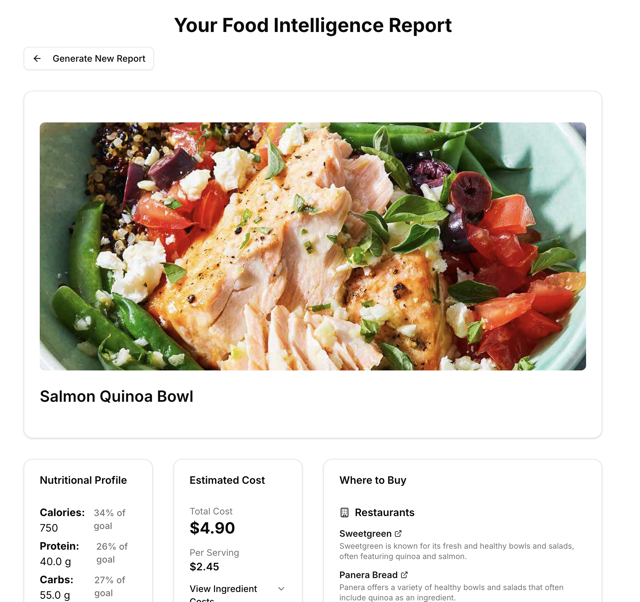 Your Food Intelligence Report
Generate New Report
Salmon Quinoa Bowl
Nutritional Profile
Calories: 34% of
750 goal
Protein: 26% of
40.0 g goal
Carbs: 27% of
55.0 g goal
Estimated Cost
Total Cost
$4.90
Per Serving
$2.45
View Ingredient
Costs
Where to Buy
Restaurants
Sweetgreen
Sweetgreen is known for its fresh and healthy bowls and salads,
often featuring quinoa and salmon.
Panera Bread
Panera offers a variety of healthy bowls and salads that often
include quinoa as an ingredient.